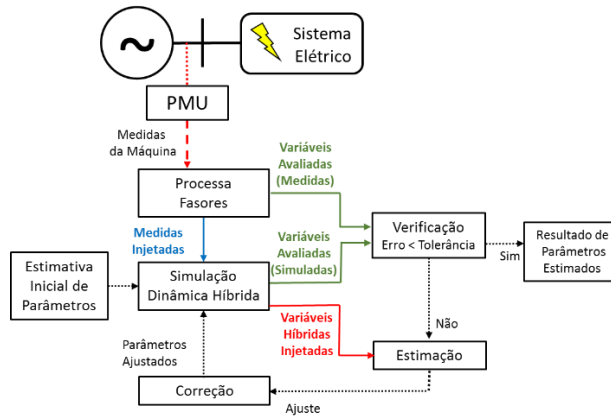 ~
Sistema
Elétrico
PMU
Medidas
da Máquina
Variáveis
Avaliadas
(Medidas)
Processa
Fasores
Medidas
Injetadas
Variáveis
Avaliadas
(Simuladas)
Verificação
Erro < Tolerância
Sim
Resultado de
Parâmetros
Estimados
Estimativa
Inicial de
Parâmetros
Simulação
Dinâmica Híbrida
Variáveis
Híbridas
Injetadas
Não
Parâmetros
Ajustados
Estimação
Correção
Ajuste